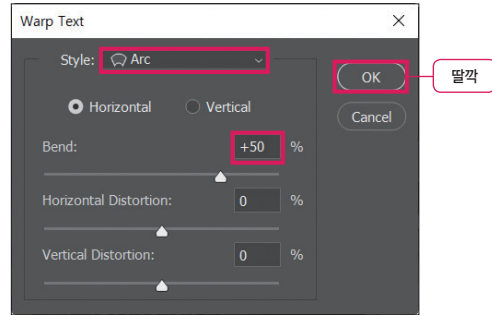 Warp Text
Style: Arc
OK
딸깍
Horizontal Vertical
Cancel
Bend: +50 %
Horizontal Distortion: 0 %
Vertical Distortion: 0 %